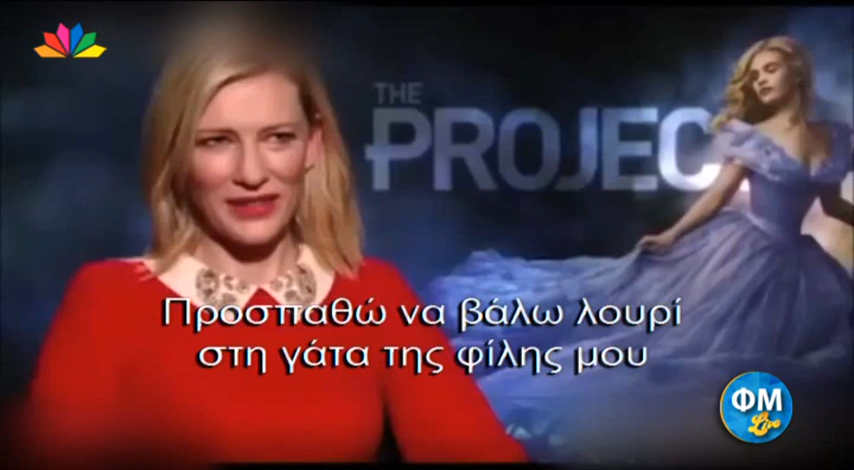 THE
PROJEC
Προσπαθώ να βάλω λουρί
στη γάτα της φίλης μου
ΦΜ
Live